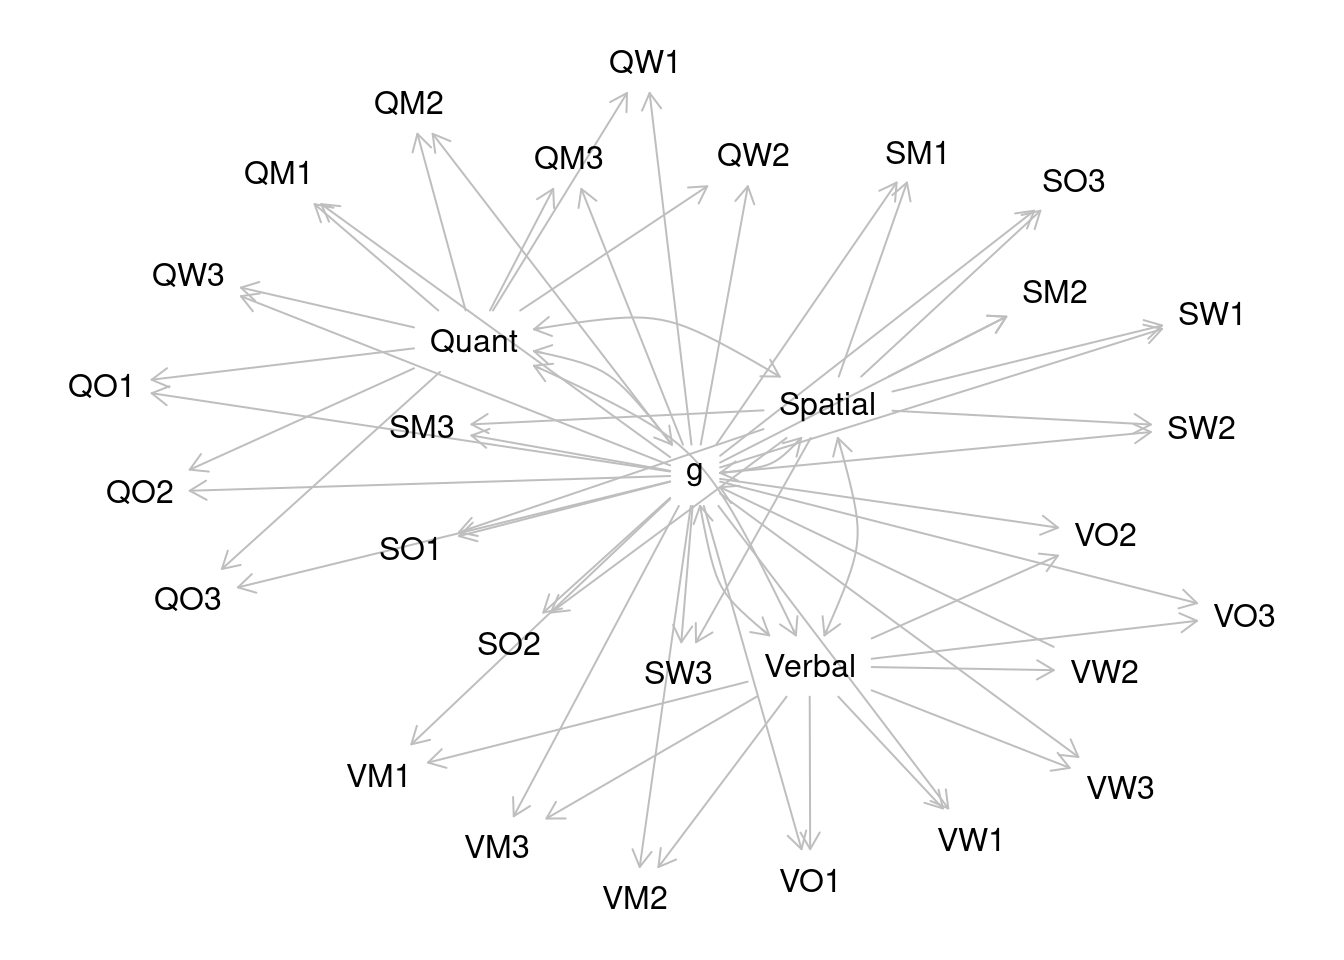 QW1
QM2
QM3
QW2
SM1
QM1
SO3
QW3
SM2
SW1
Quant
QO1
Spatial
SM3
SW2
g
QO2
VO2
SO1
QO3
VO3
SO2
SW3
Verbal
VW2
VM1
VW3
VM3
VW1
VO1
VM2